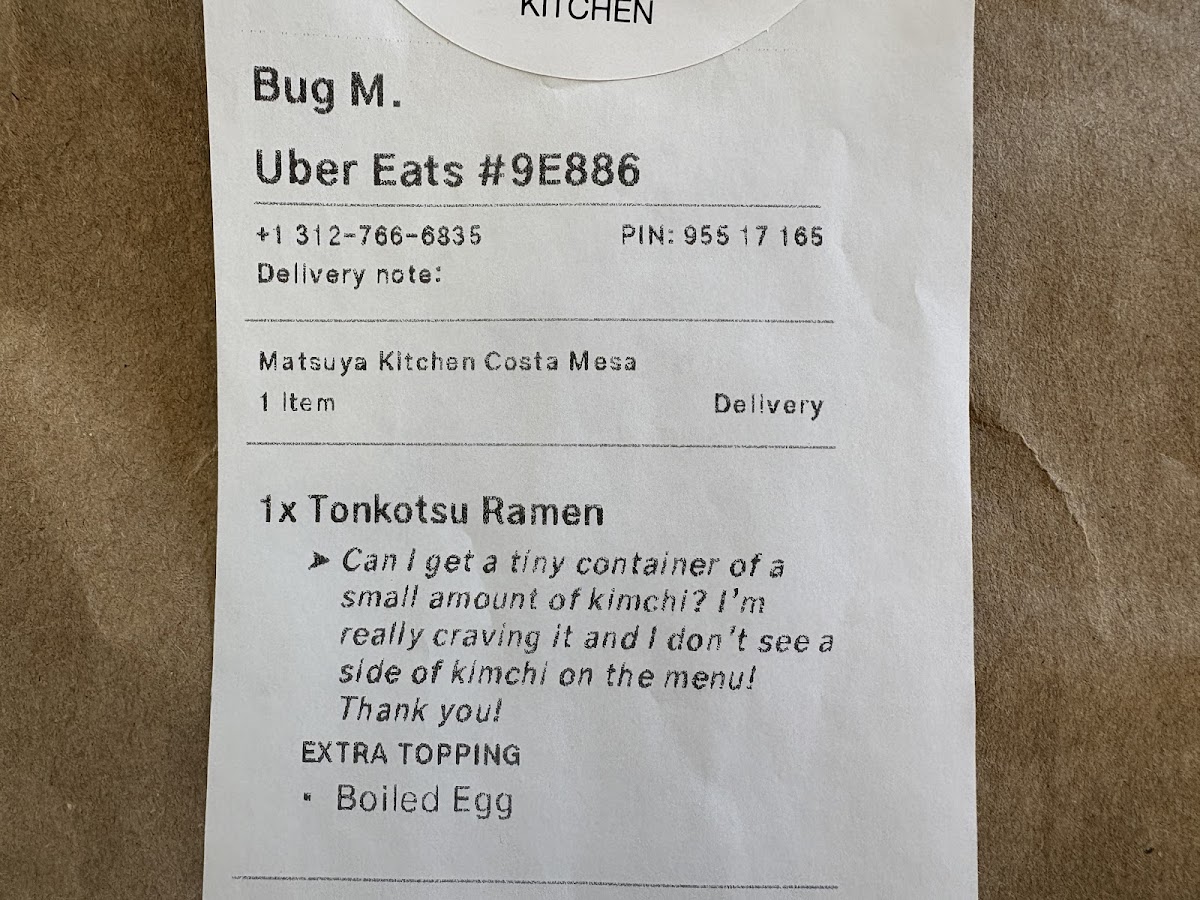 KITCHEN
Bug M.
Uber Eats #9E886
+1 312-766-6835 PIN: 955 17 165
Delivery note:
Matsuya Kitchen Costa Mesa
1 item Delivery
1x Tonkotsu Ramen
➤ Can I get a tiny container of a
small amount of kimchi? I'm
really craving it and I don't see a
side of kimchi on the menu!
Thank you!
EXTRA TOPPING
· Boiled Egg